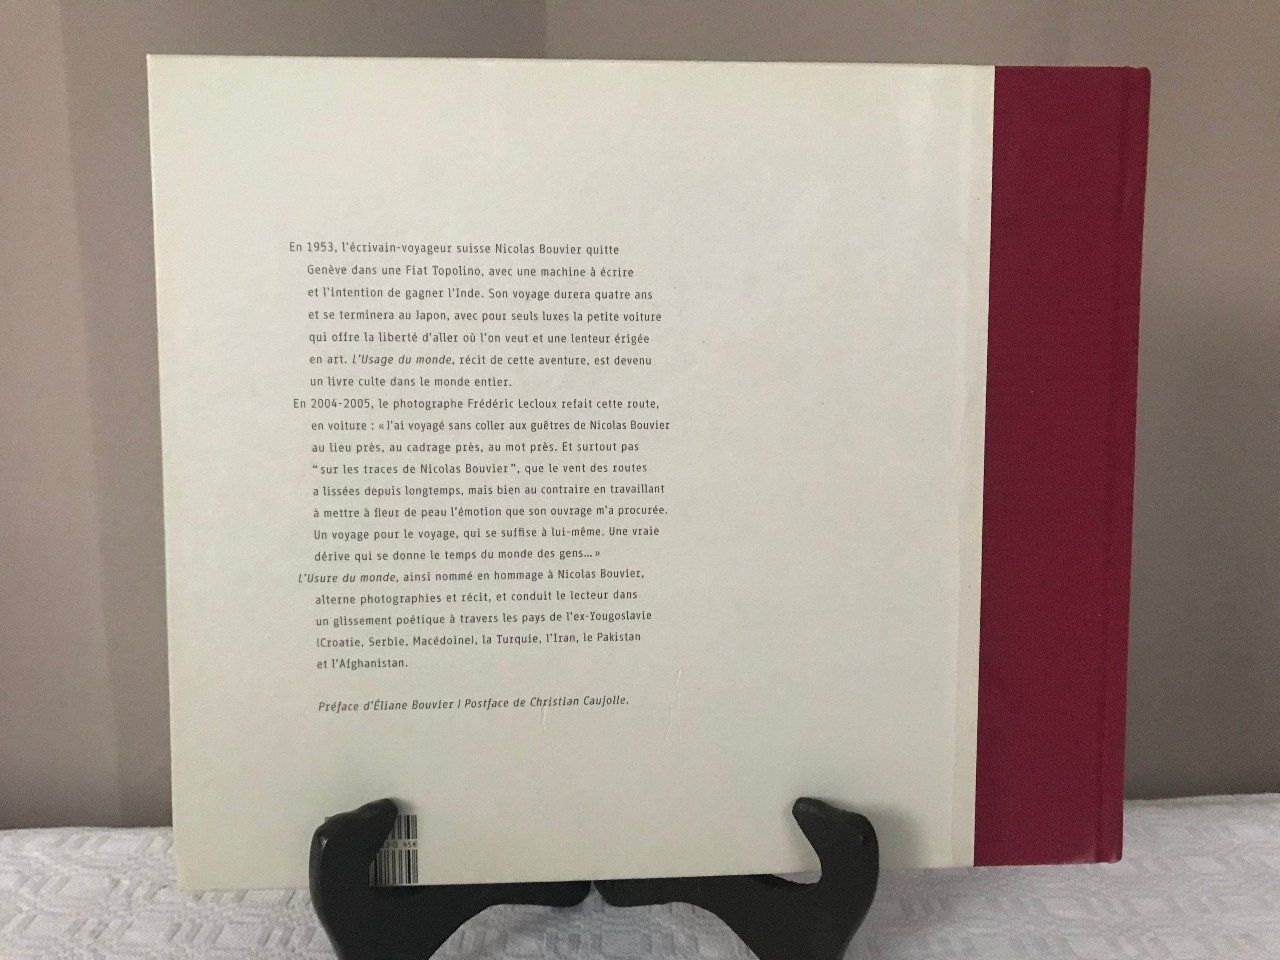 En 1953, l'écrivain-voyageur suisse Nicolas Bouvier quitte
Genève dans une Fiat Topolino, avec une machine à écrire
et l'intention de gagner l'Inde. Son voyage durera quatre ans
et se terminera au Japon, avec pour seuls luxes la petite voiture
qui offre la liberté d'aller où l'on veut et une lenteur érigée
en art. L'Usage du monde, récit de cette aventure, est devenu
un livre culte dans le monde entier.
En 2004-2005, le photographe Frédéric Lecloux refait cette route,
en voiture : « J'ai voyagé sans coller aux guêtres de Nicolas Bouvier
au lieu près, au cadrage près, au mot près. Et surtout pas
“ sur les traces de Nicolas Bouvier ”, que le vent des routes
a lissées depuis longtemps, mais bien au contraire en travaillant
à mettre à fleur de peau l'émotion que son ouvrage m'a procurée.
Un voyage pour le voyage, qui se suffise à lui-même. Une vraie
dérive qui se donne le temps du monde des gens... »
L'Usure du monde, ainsi nommé en hommage à Nicolas Bouvier,
alterne photographies et récit, et conduit le lecteur dans
un glissement poétique à travers les pays de l'ex-Yougoslavie
(Croatie, Serbie, Macédoine), la Turquie, l'Iran, le Pakistan
et l'Afghanistan.
Préface d'Éliane Bouvier | Postface de Christian Caujolle.
45€